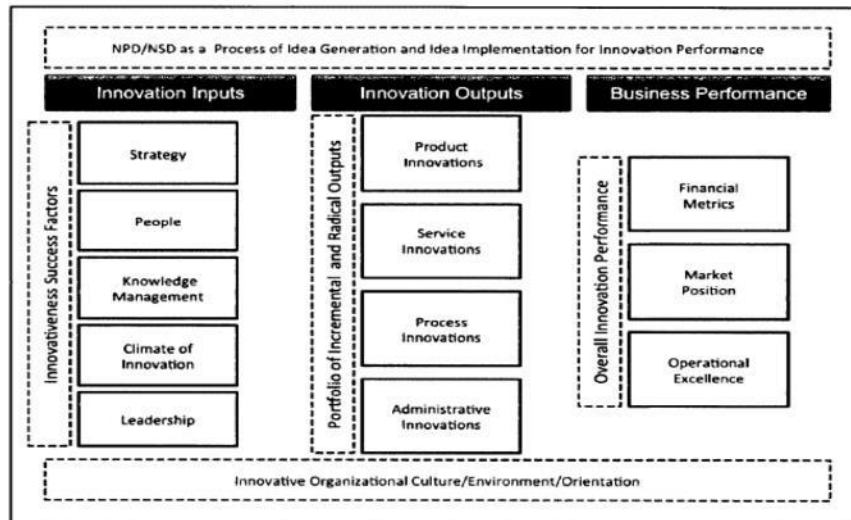 NPD/NSD as a Process of Idea Generation and Idea Implementation for Innovation Performance
Innovation Inputs
Innovation Outputs
Business Performance
Innovativeness Success Factors
Strategy
People
Knowledge
Management
Climate of
Innovation
Leadership
Portfolio of Incremental and Radical Outputs
Product
Innovations
Service
Innovations
Process
Innovations
Administrative
Innovations
Overall Innovation Performance
Financial
Metrics
Market
Position
Operational
Excellence
Innovative Organizational Culture/Environment/Orientation